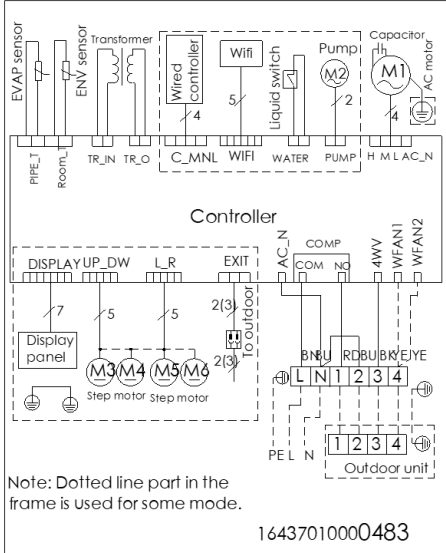 EVAP sensor
ENV sensor
Transformer
Wired controller
4
Wifi
5
Liquid switch
Pump
M2
2
Capacitor
M1
4
AC motor
PIPE_T
Room_T
TR_IN
TR_O
C_MNL
WIFI
WATER
PUMP
H M L AC_N
Controller
DISPLAY
UP_DW
L_R
EXIT
AC_N
COMP
COM
NO
4WV
WFAN1
WFAN2
7
5
5
2(3)
To outdoor
2(3)
Display
panel
M3 M4 M5 M6
Step motor
Step motor
BN BU RD BU BK YE/YE
L N 1 2 3 4
PE L N
1 2 3 4
Outdoor unit
Note: Dotted line part in the
frame is used for some mode.
16437010000483